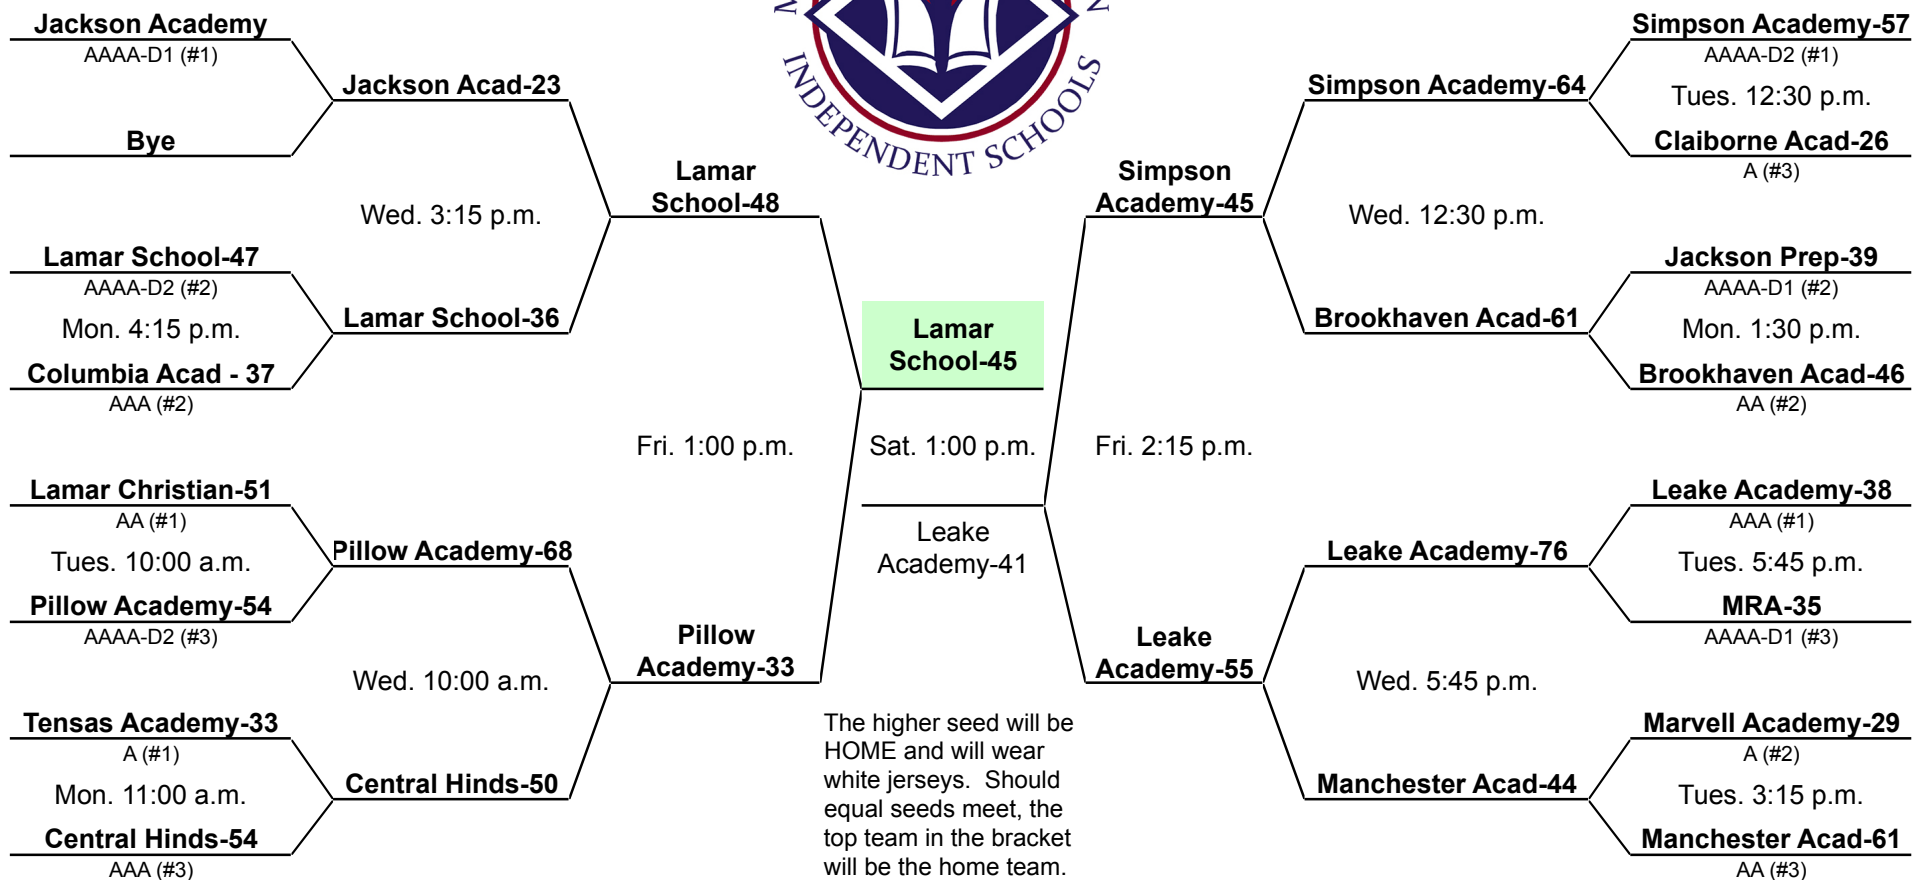 Jackson Academy
AAAA-D1 (#1)
Bye
Jackson Acad-23
Wed. 3:15 p.m.
Lamar School-47
AAAA-D2 (#2)
Mon. 4:15 p.m.
Columbia Acad - 37
AAA (#2)
Lamar School-36
Lamar
School-48
Fri. 1:00 p.m.
Lamar Christian-51
AA (#1)
Tues. 10:00 a.m.
Pillow Academy-54
AAAA-D2 (#3)
Pillow Academy-68
Wed. 10:00 a.m.
Tensas Academy-33
A (#1)
Mon. 11:00 a.m.
Central Hinds-54
AAA (#3)
Central Hinds-50
Pillow
Academy-33
INDEPENDENT SCHOOLS
Lamar
School-45
Sat. 1:00 p.m.
Leake
Academy-41
The higher seed will be
HOME and will wear
white jerseys. Should
equal seeds meet, the
top team in the bracket
will be the home team.
Simpson
Academy-45
Fri. 2:15 p.m.
Leake
Academy-55
Simpson Academy-64
Wed. 12:30 p.m.
Brookhaven Acad-61
Leake Academy-76
Wed. 5:45 p.m.
Manchester Acad-44
Simpson Academy-57
AAAA-D2 (#1)
Tues. 12:30 p.m.
Claiborne Acad-26
A (#3)
Jackson Prep-39
AAAA-D1 (#2)
Mon. 1:30 p.m.
Brookhaven Acad-46
AA (#2)
Leake Academy-38
AAA (#1)
Tues. 5:45 p.m.
MRA-35
AAAA-D1 (#3)
Marvell Academy-29
A (#2)
Tues. 3:15 p.m.
Manchester Acad-61
AA (#3)